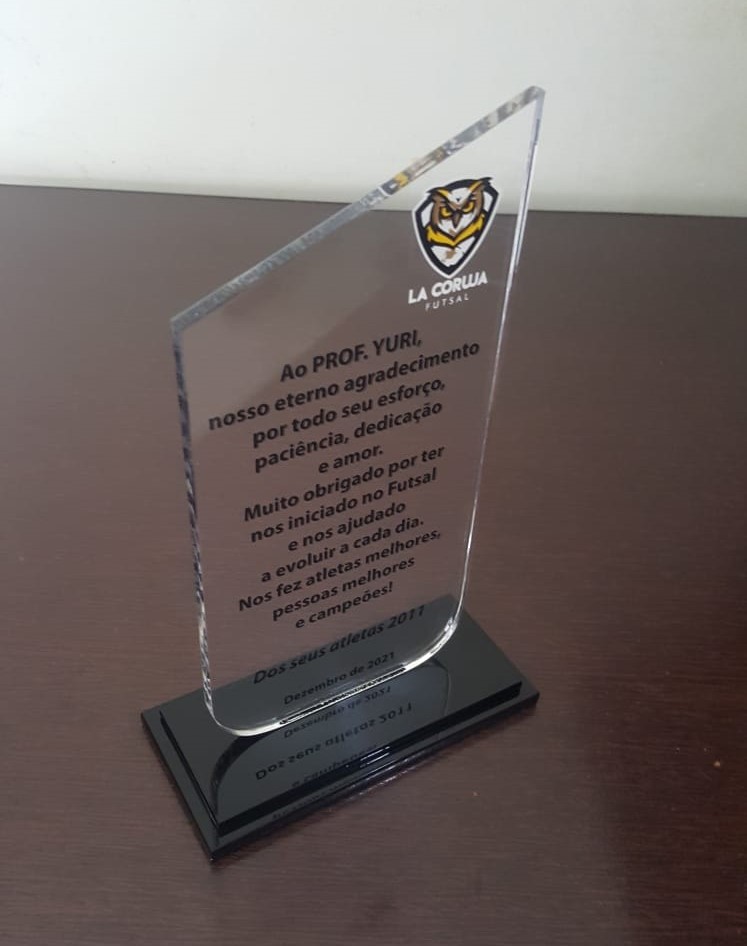 LA CORUJA
FUTSAL
Ao PROF. YURI,
nosso eterno agradecimento
por todo seu esforço,
paciência, dedicação
e amor.
Muito obrigado por ter
nos iniciado no Futsal
e nos ajudado
a evoluir a cada dia.
Nos fez atletas melhores,
pessoas melhores
e campeões!
Dos seus atletas 2011
Dezembro de 2021